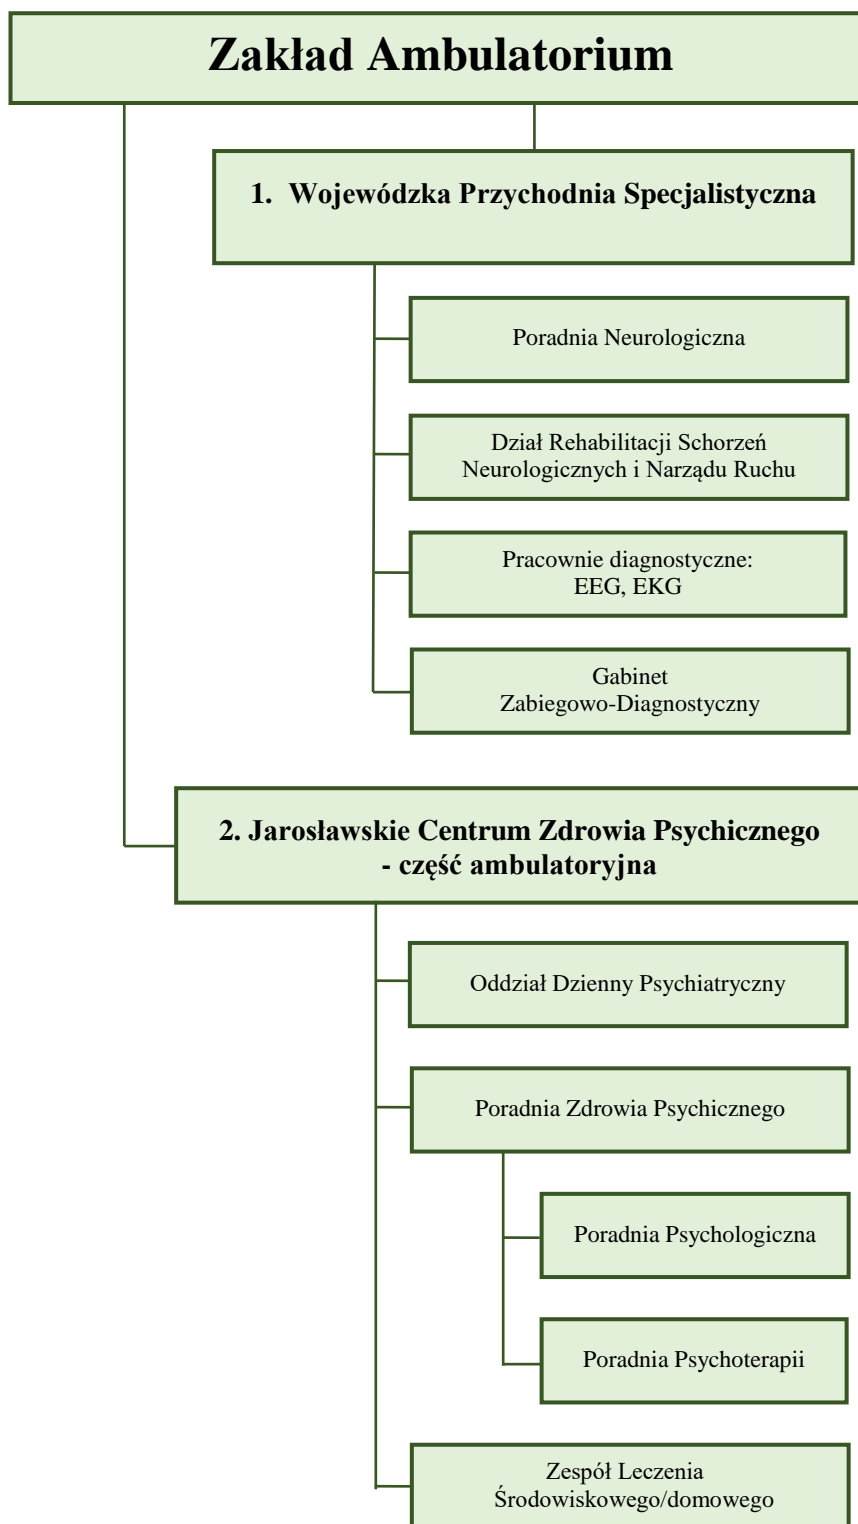 Zakład Ambulatorium
1. Wojewódzka Przychodnia Specjalistyczna
Poradnia Neurologiczna
Dział Rehabilitacji Schorzeń
Neurologicznych i Narządu Ruchu
Pracownie diagnostyczne:
EEG, EKG
Gabinet
Zabiegowo-Diagnostyczny
2. Jarosławskie Centrum Zdrowia Psychicznego
- część ambulatoryjna
Oddział Dzienny Psychiatryczny
Poradnia Zdrowia Psychicznego
Poradnia Psychologiczna
Poradnia Psychoterapii
Zespół Leczenia
Środowiskowego/domowego